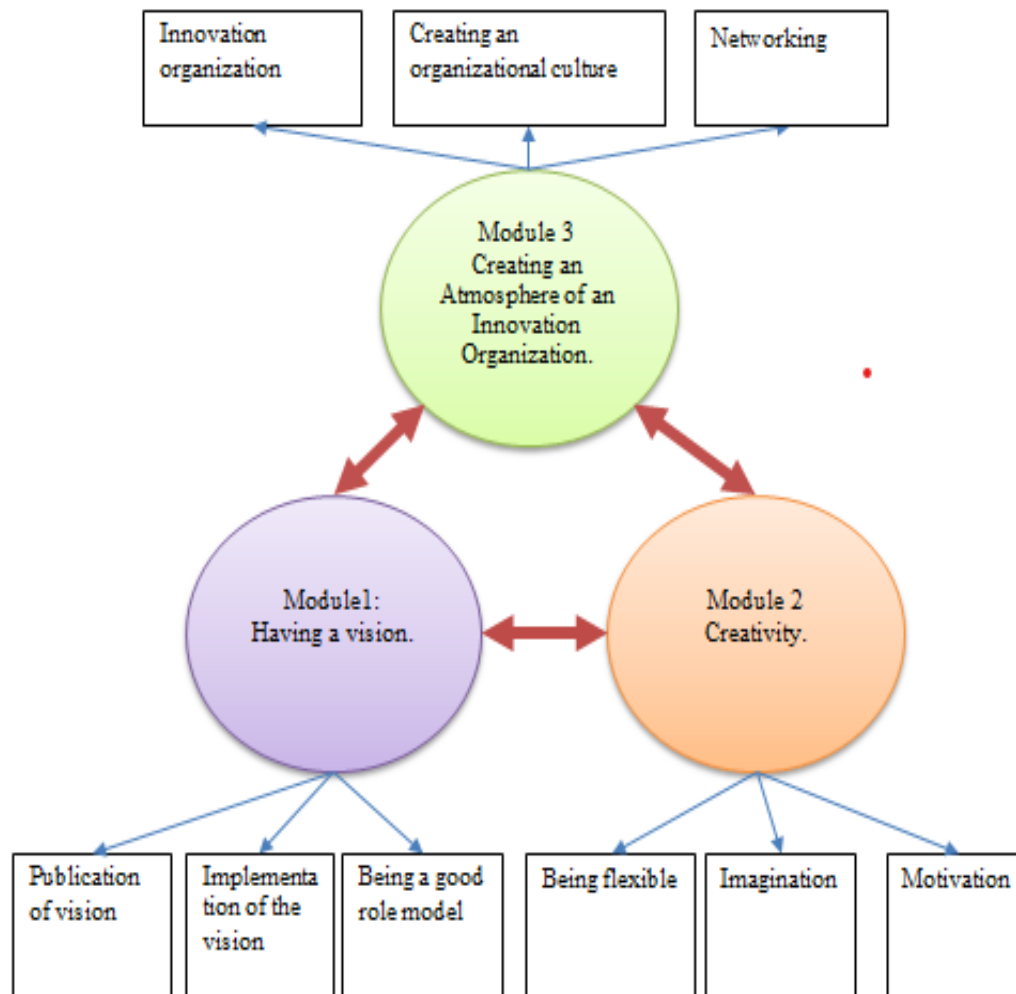 Innovation
organization
Creating an
organizational culture
Networking
Module 3
Creating an
Atmosphere of an
Innovation
Organization.
Module1:
Having a vision.
Module 2
Creativity.
Publication
of vision
Implementa
tion of the
vision
Being a good
role model
Being flexible
Imagination
Motivation